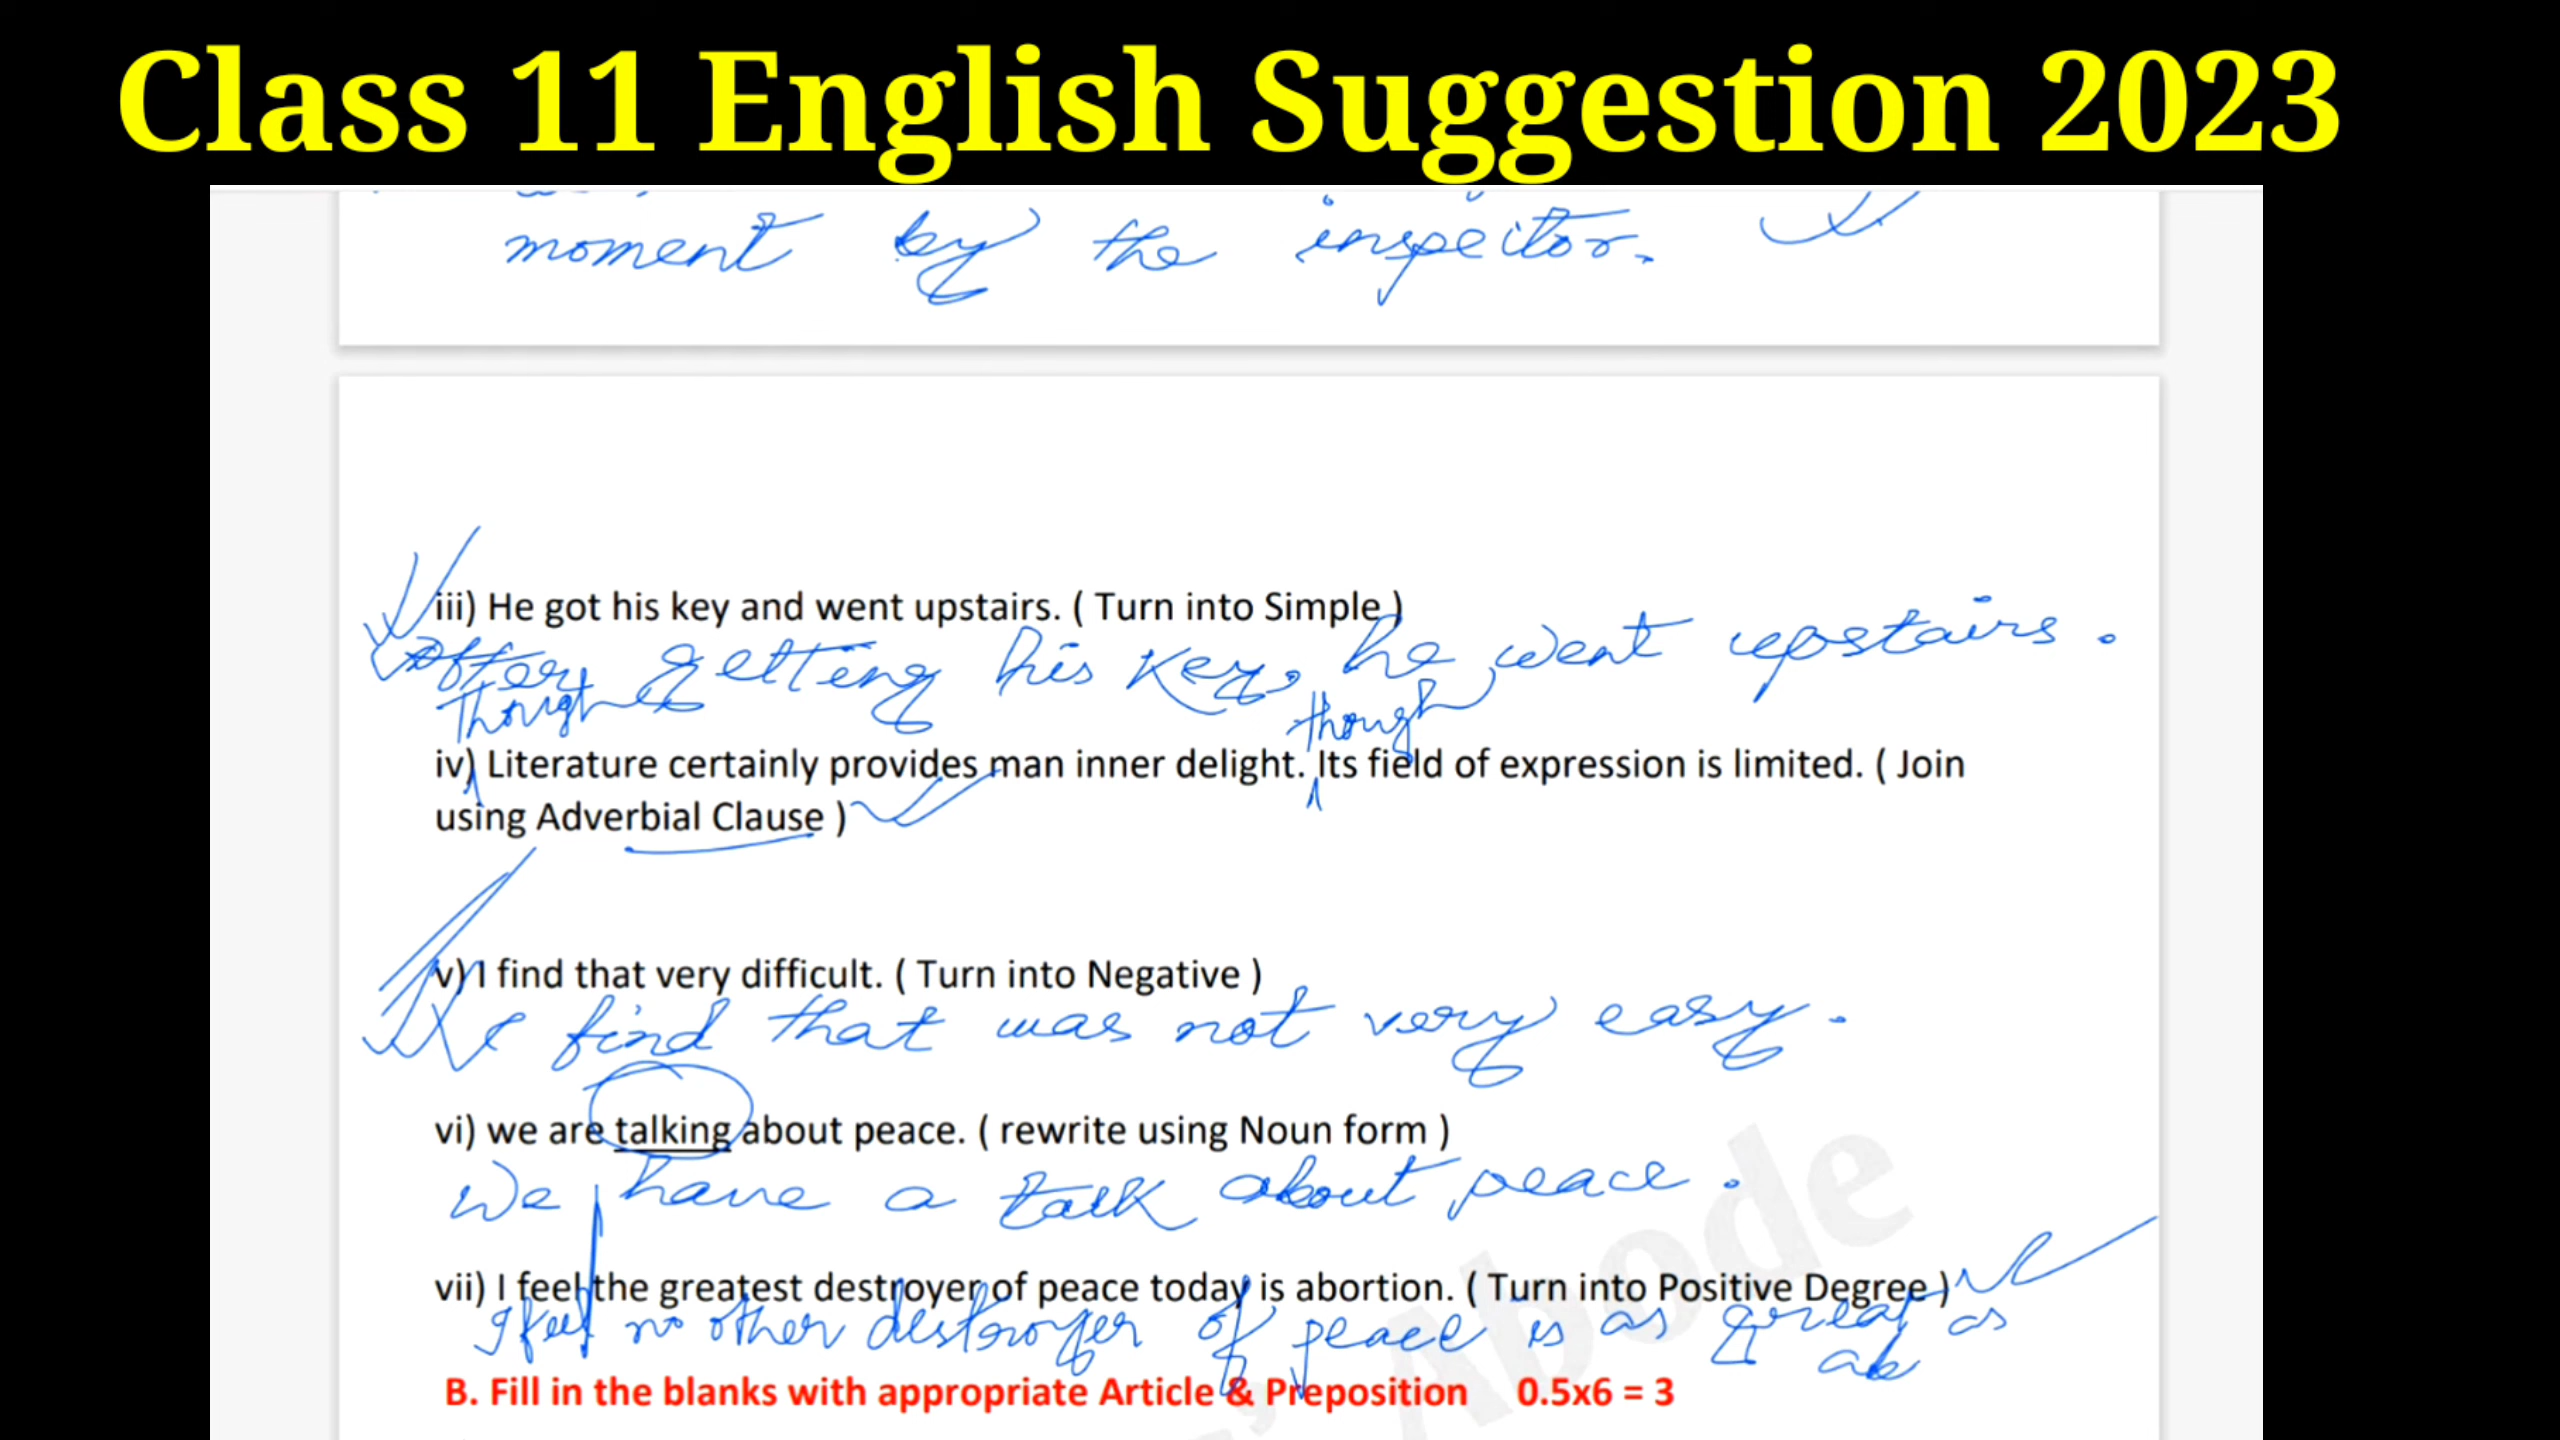 Class 11 English Suggestion 2023
moment by the inspector.
iii) He got his key and went upstairs. ( Turn into Simple )
After getting his key, he went upstairs.
Though though
iv) Literature certainly provides man inner delight. Its field of expression is limited. ( Join
using Adverbial Clause )
v) I find that very difficult. ( Turn into Negative )
find that was not very easy.
vi) we are talking about peace. ( rewrite using Noun form )
We have a talk about peace.
vii) I feel the greatest destroyer of peace today is abortion. ( Turn into Positive Degree )
I feel no other destroyer of peace is as great as
ab
B. Fill in the blanks with appropriate Article & Preposition 0.5x6 = 3
Abode